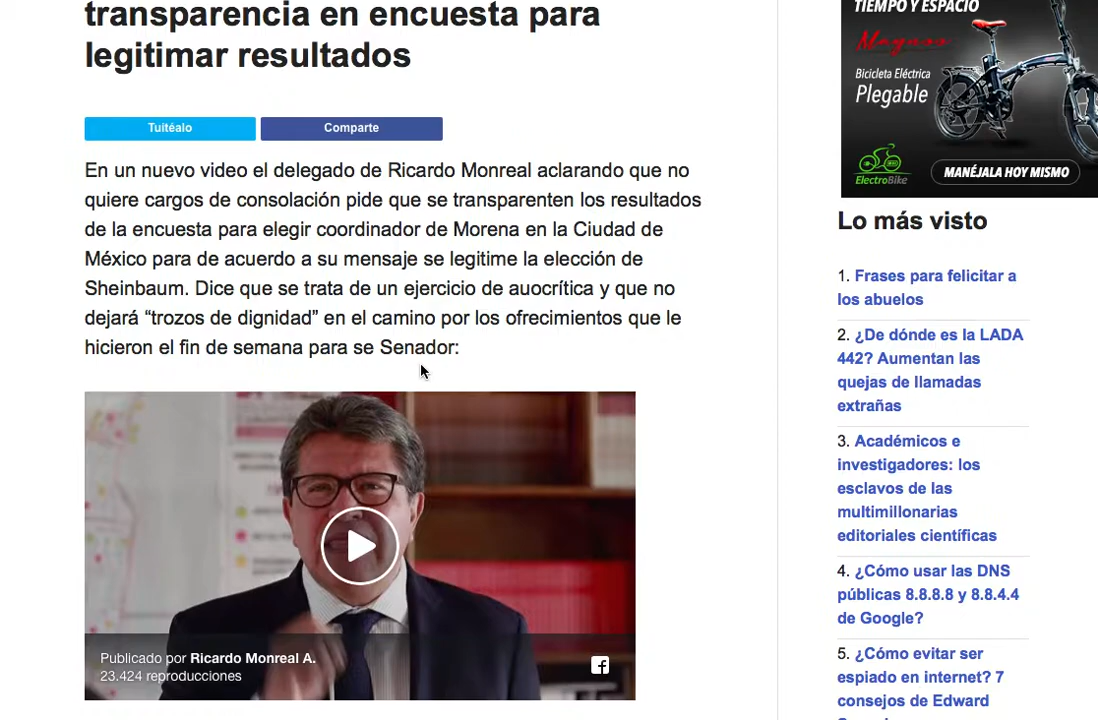 transparencia en encuesta para
legitimar resultados
Tuitéalo
Comparte
En un nuevo video el delegado de Ricardo Monreal aclarando que no
quiere cargos de consolación pide que se transparenten los resultados
de la encuesta para elegir coordinador de Morena en la Ciudad de
México para de acuerdo a su mensaje se legitime la elección de
Sheinbaum. Dice que se trata de un ejercicio de auocrítica y que no
dejará “trozos de dignidad” en el camino por los ofrecimientos que le
hicieron el fin de semana para se Senador:
Publicado por Ricardo Monreal A.
23.424 reproducciones
TIEMPO Y ESPACIO
Magnos
Bicicleta Eléctrica
Plegable
ElectroBike
MANÉJALA HOY MISMO
Lo más visto
1. Frases para felicitar a
los abuelos
2. ¿De dónde es la LADA
442? Aumentan las
quejas de llamadas
extrañas
3. Académicos e
investigadores: los
esclavos de las
multimillonarias
editoriales científicas
4. ¿Cómo usar las DNS
públicas 8.8.8.8 y 8.8.4.4
de Google?
5. ¿Cómo evitar ser
espiado en internet? 7
consejos de Edward